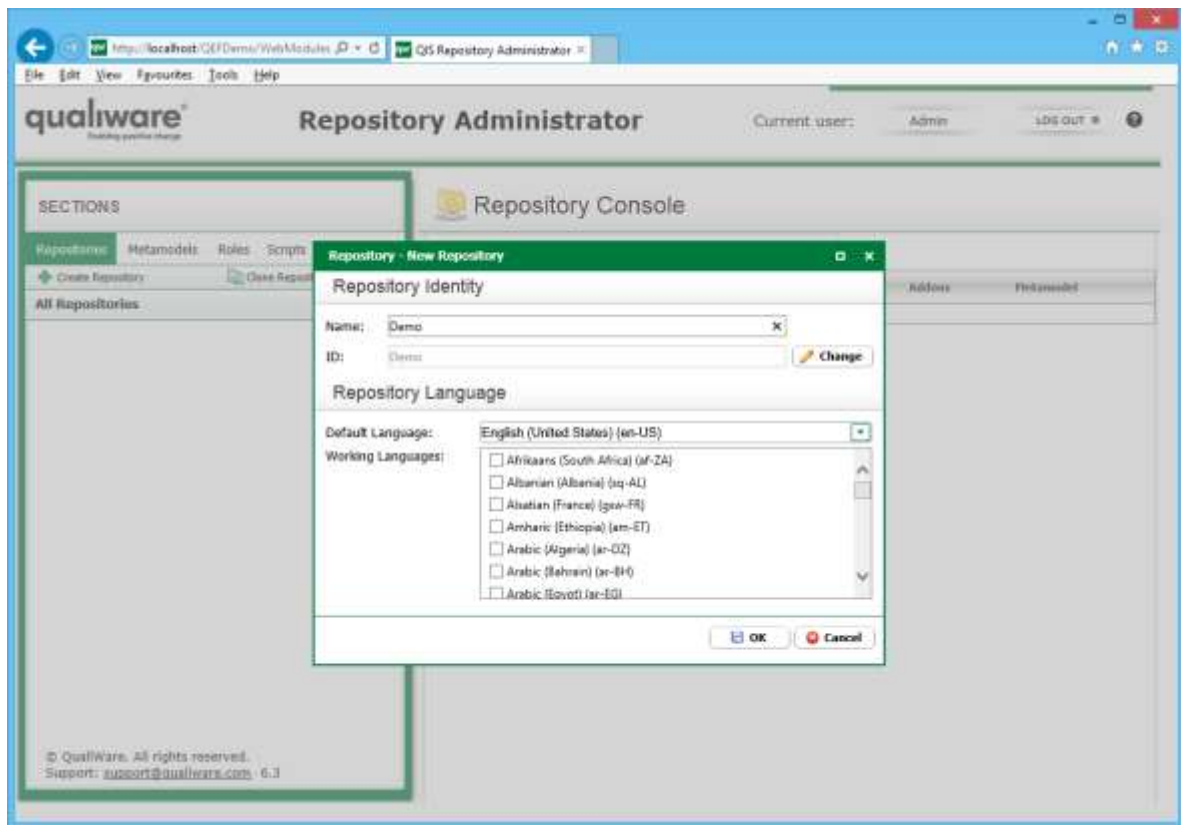 http://localhost/QEFDemo/WebModules
QIS Repository Administrator
File Edit View Favourites Tools Help
qualiware
Repository Administrator
Current user:
Admin
LOG OUT
SECTIONS
Repository Console
Repositories Metamodels Roles Scripts
Create Repository
Addons
Metamodel
All Repositories
Repository - New Repository
Repository Identity
Name:
Demo
ID:
Demo
Change
Repository Language
Default Language:
English (United States) (en-US)
Working Languages:
Afrikaans (South Africa) (af-ZA)
Albanian (Albania) (sq-AL)
Alsatian (France) (gsw-FR)
Amharic (Ethiopia) (am-ET)
Arabic (Algeria) (ar-DZ)
Arabic (Bahrain) (ar-BH)
Arabic (Egypt) (ar-EG)
OK
Cancel
© QualiWare. All rights reserved.
Support: support@qualiware.com 6.3